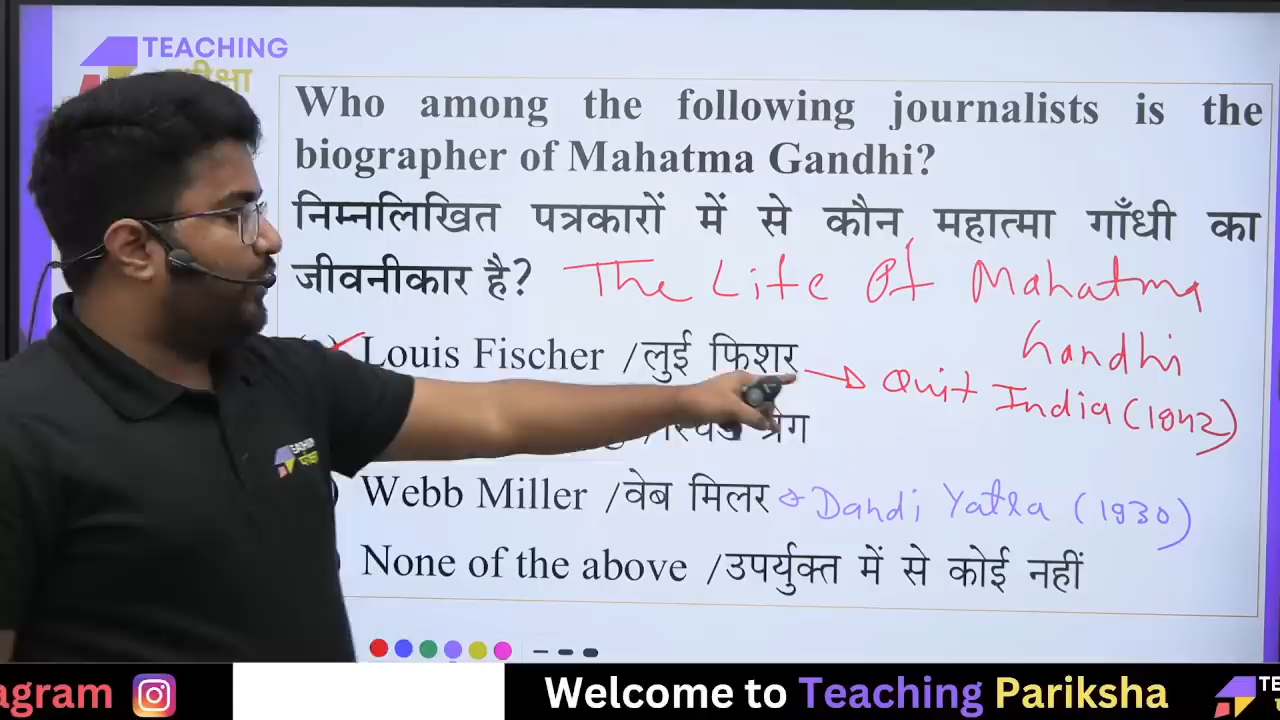 TEACHING
Who among the following journalists is the
biographer of Mahatma Gandhi?
निम्नलिखित पत्रकारों में से कौन महात्मा गाँधी का
जीवनीकार है? The Life Of Mahatma
Gandhi
Louis Fischer /लुई फिशर
Quit India (1942)
ग्रेग
Webb Miller /वेब मिलर Dandi Yatra (1930)
None of the above /उपर्युक्त में से कोई नहीं
agram
Welcome to Teaching Pariksha